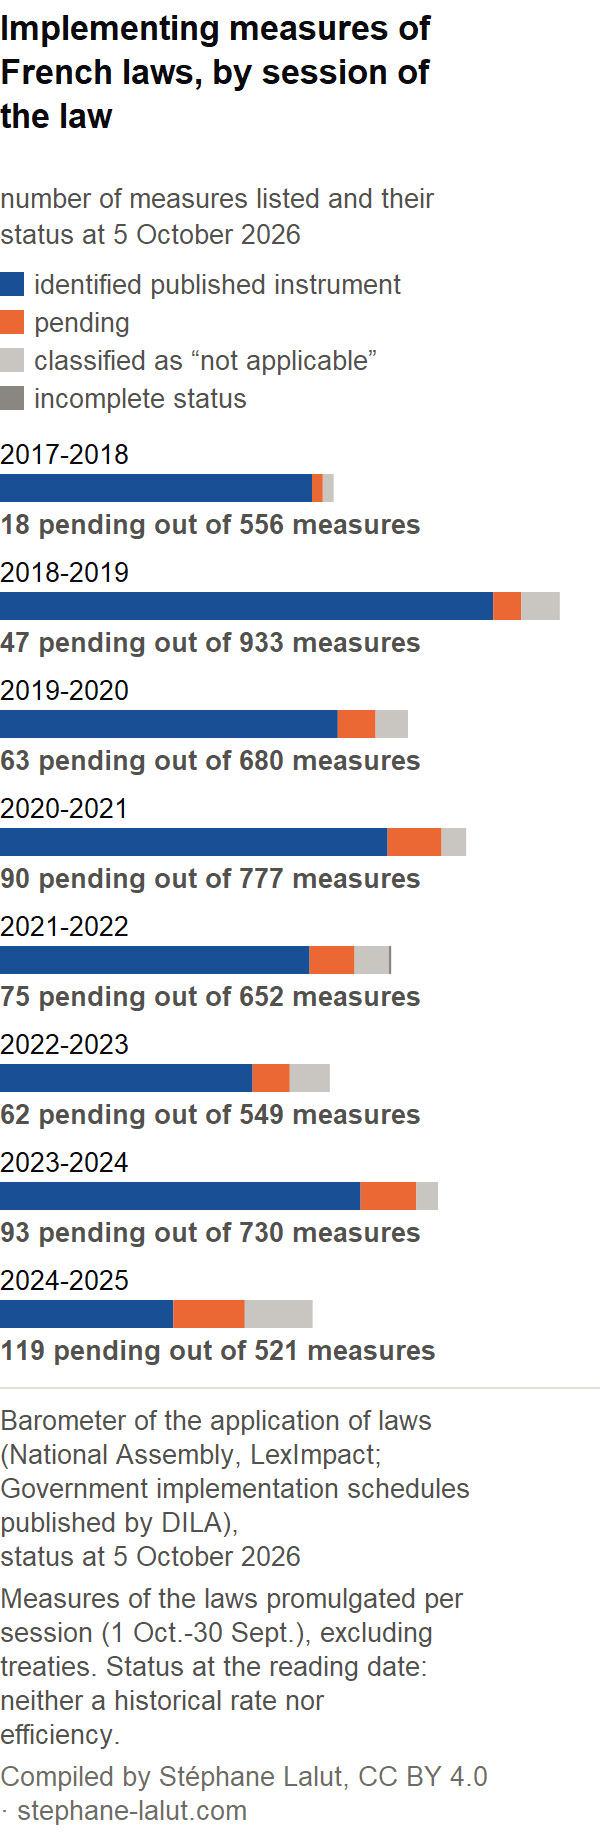 Implementing measures of
French laws, by session of
the law
number of measures listed and their
status at 5 October 2026
identified published instrument
pending
classified as “not applicable”
incomplete status
2017-2018
18 pending out of 556 measures
2018-2019
47 pending out of 933 measures
2019-2020
63 pending out of 680 measures
2020-2021
90 pending out of 777 measures
2021-2022
75 pending out of 652 measures
2022-2023
62 pending out of 549 measures
2023-2024
93 pending out of 730 measures
2024-2025
119 pending out of 521 measures
Barometer of the application of laws
(National Assembly, LexImpact;
Government implementation schedules
published by DILA),
status at 5 October 2026
Measures of the laws promulgated per
session (1 Oct.-30 Sept.), excluding
treaties. Status at the reading date:
neither a historical rate nor
efficiency.
Compiled by Stéphane Lalut, CC BY 4.0
· stephane-lalut.com